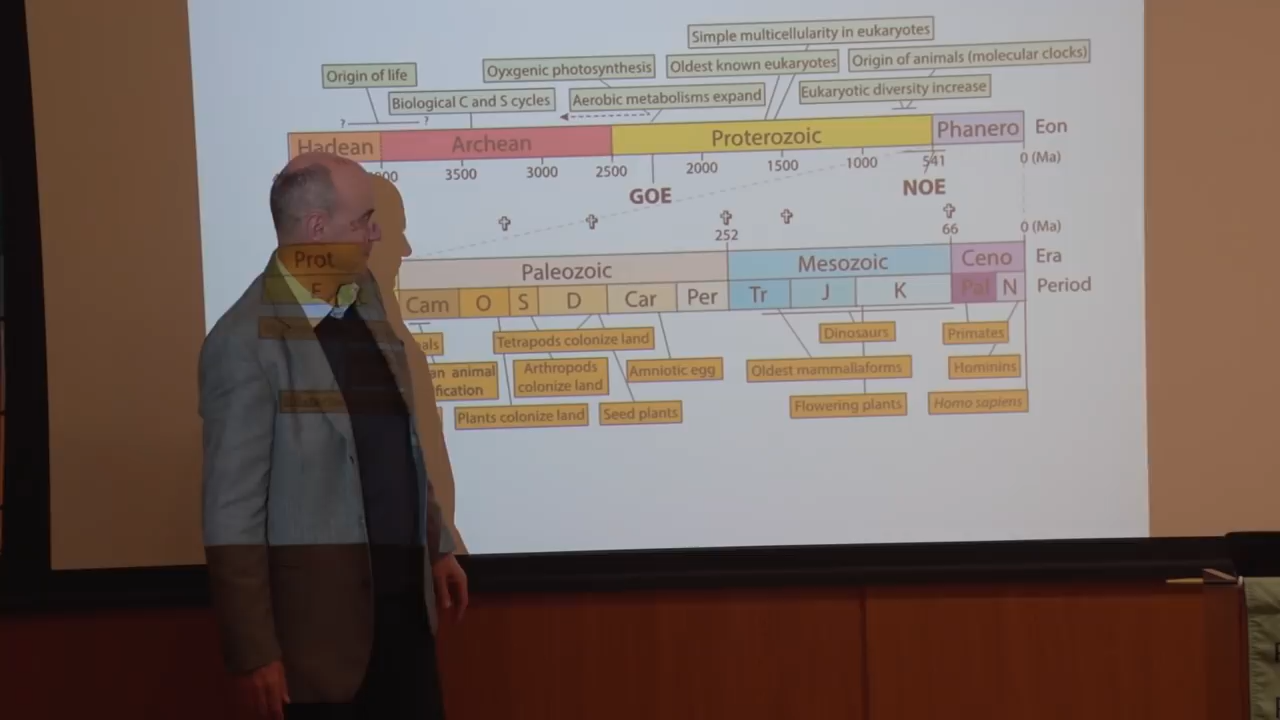 Simple multicellularity in eukaryotes
Origin of life
Oyxgenic photosynthesis
Oldest known eukaryotes
Origin of animals (molecular clocks)
Biological C and S cycles
Aerobic metabolisms expand
Eukaryotic diversity increase
? ?
Hadean Archean Proterozoic Phanero Eon
3500 3000 2500 2000 1500 1000 541 0 (Ma)
GOE NOE
252 66 0 (Ma)
Prot Paleozoic Mesozoic Ceno Era
E Cam O S D Car Per Tr J K Pal N Period
Tetrapods colonize land
Dinosaurs
Primates
Arthropods
colonize land
Amniotic egg
Oldest mammaliaforms
Hominins
Plants colonize land
Seed plants
Flowering plants
Homo sapiens